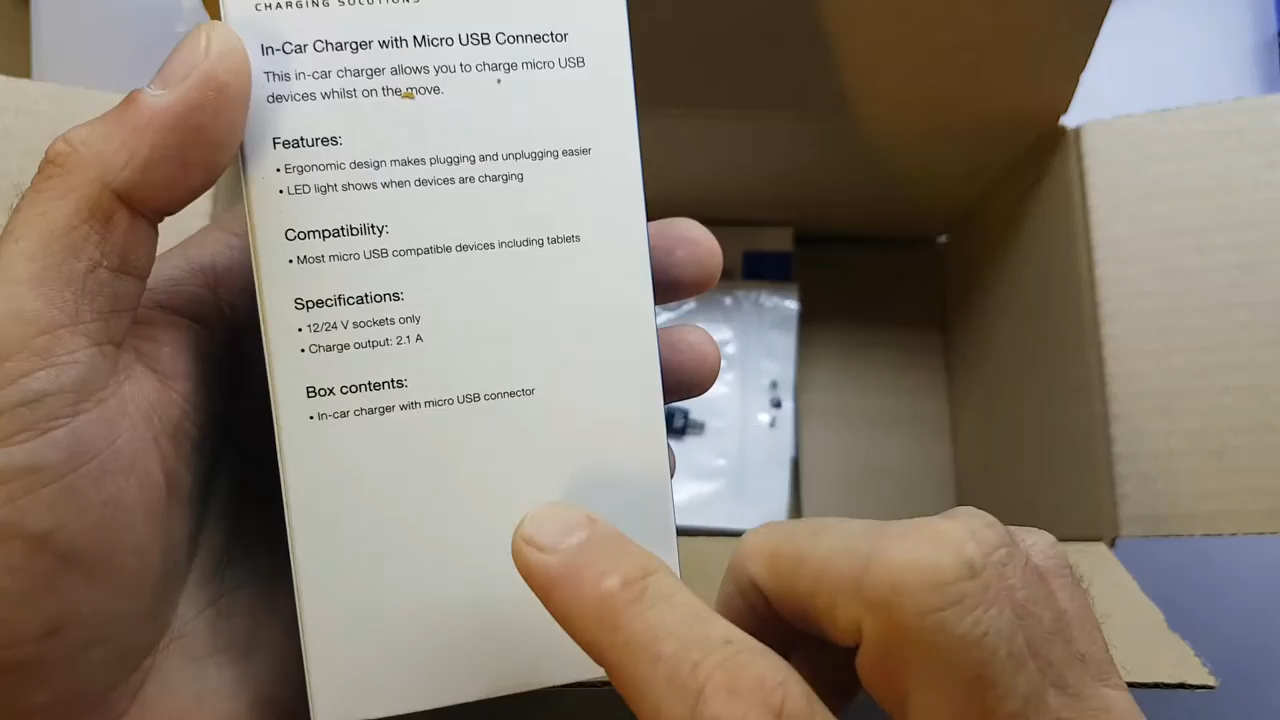 CHARGING SOLUTIONS
In-Car Charger with Micro USB Connector
This in-car charger allows you to charge micro USB
devices whilst on the move.
Features:
• Ergonomic design makes plugging and unplugging easier
• LED light shows when devices are charging
Compatibility:
• Most micro USB compatible devices including tablets
Specifications:
• 12/24 V sockets only
• Charge output: 2.1 A
Box contents:
• In-car charger with micro USB connector